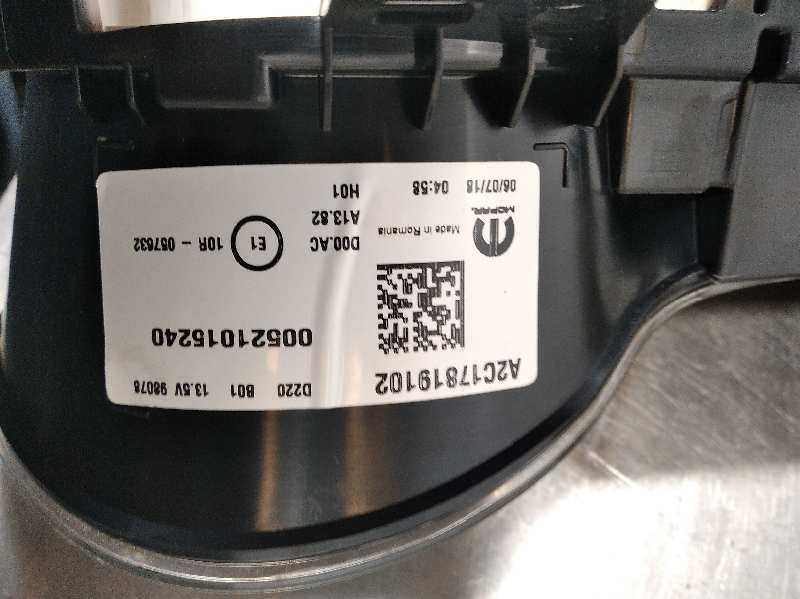 A2C17819102
D220 B01 13.5V 98078
00521015240
MOPAR.
Made in Romania
D00.AC
A13.82
H01
E1
10R - 057632
06/07/18 04:58